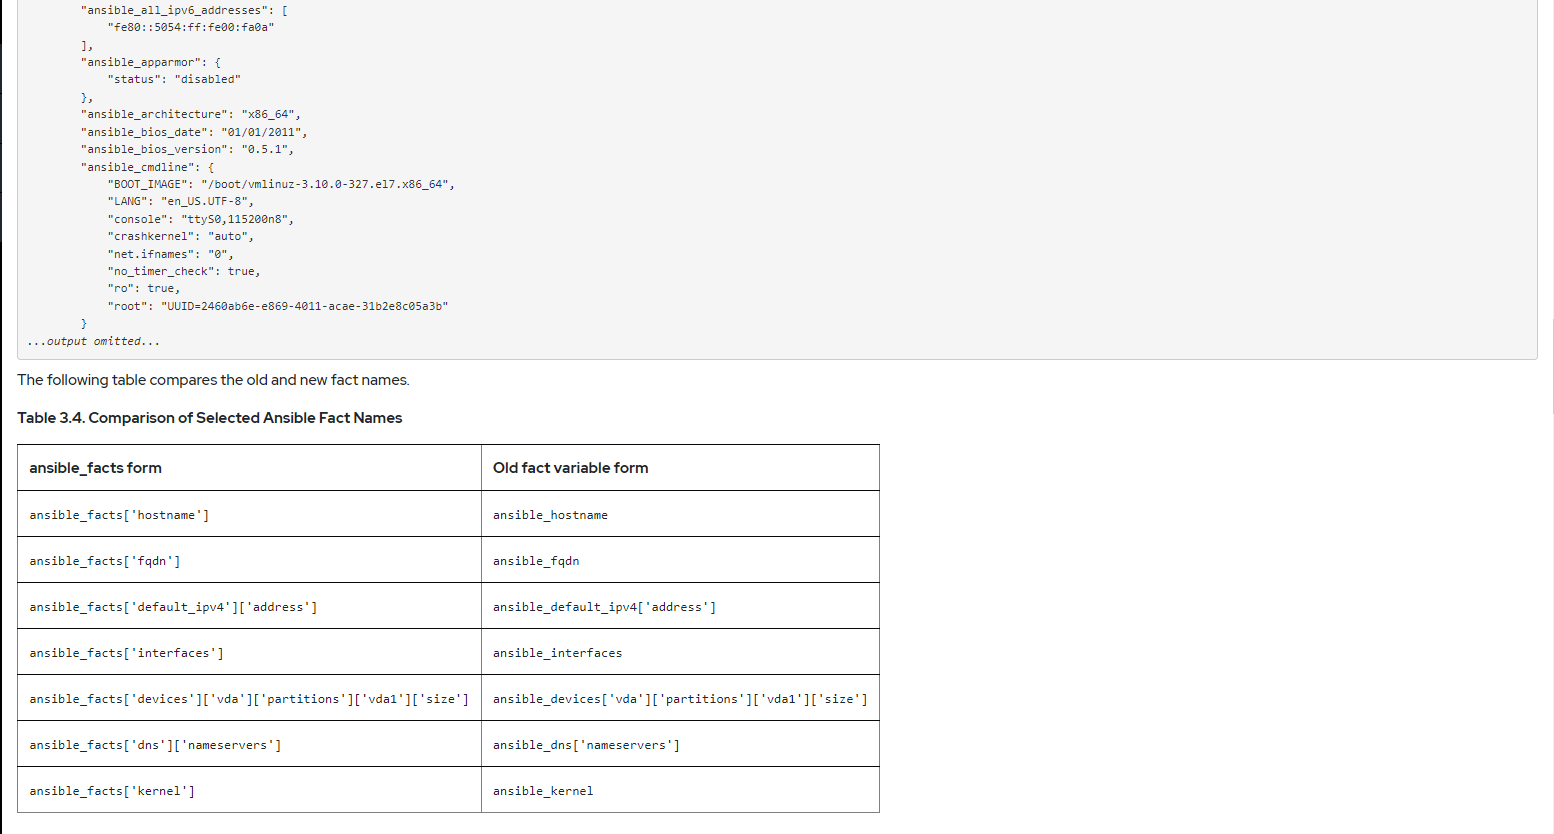 "ansible_all_ipv6_addresses": [
"fe80::5054:ff:fe00:fa0a"
],
"ansible_apparmor": {
"status": "disabled"
},
"ansible_architecture": "x86_64",
"ansible_bios_date": "01/01/2011",
"ansible_bios_version": "0.5.1",
"ansible_cmdline": {
"BOOT_IMAGE": "/boot/vmlinuz-3.10.0-327.el7.x86_64",
"LANG": "en_US.UTF-8",
"console": "ttyS0,115200n8",
"crashkernel": "auto",
"net.ifnames": "0",
"no_timer_check": true,
"ro": true,
"root": "UUID=2460ab6e-e869-4011-acae-31b2e8c05a3b"
}
...output omitted...
The following table compares the old and new fact names.
Table 3.4. Comparison of Selected Ansible Fact Names
ansible_facts form Old fact variable form
ansible_facts['hostname'] ansible_hostname
ansible_facts['fqdn'] ansible_fqdn
ansible_facts['default_ipv4']['address'] ansible_default_ipv4['address']
ansible_facts['interfaces'] ansible_interfaces
ansible_facts['devices']['vda']['partitions']['vda1']['size'] ansible_devices['vda']['partitions']['vda1']['size']
ansible_facts['dns']['nameservers'] ansible_dns['nameservers']
ansible_facts['kernel'] ansible_kernel